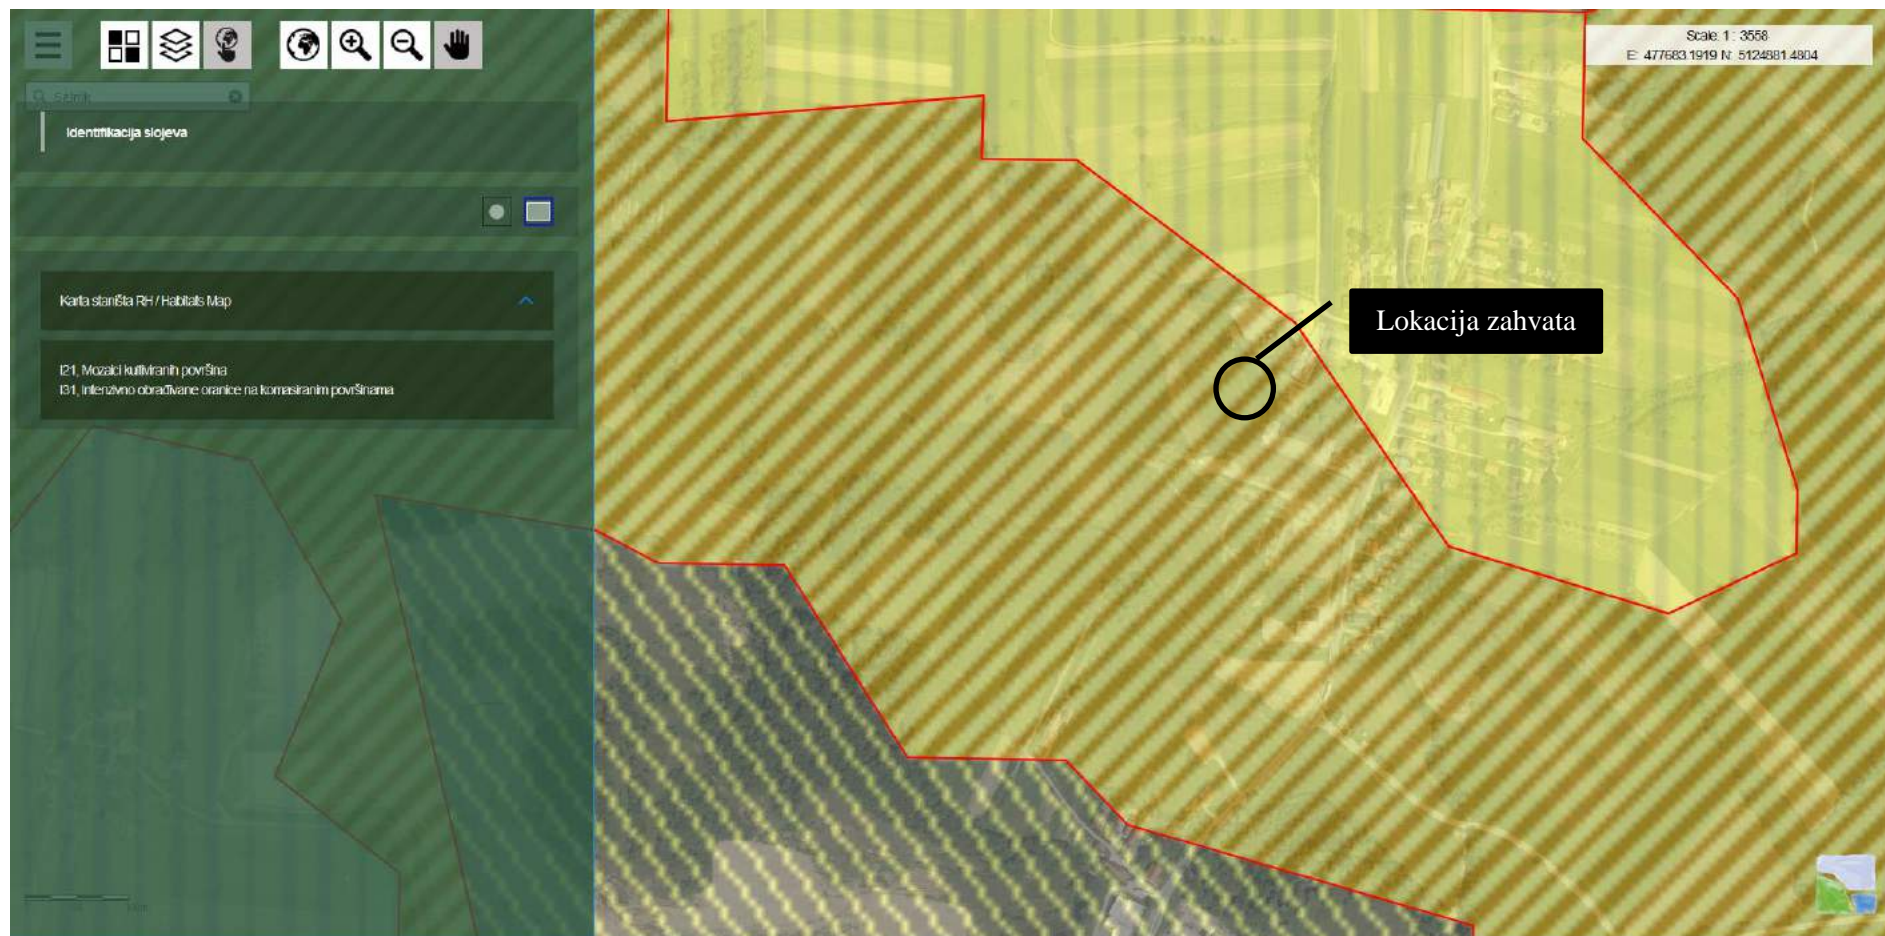 Scale: 1 : 3558
E: 477683.1919 N: 5124881.4804
Identifikacija slojeva
Karta staništa RH / Habitats Map
I21, Mozaici kultiviranih površina
I31, Intenzivno obrađivane oranice na komasiranim površinama
Lokacija zahvata